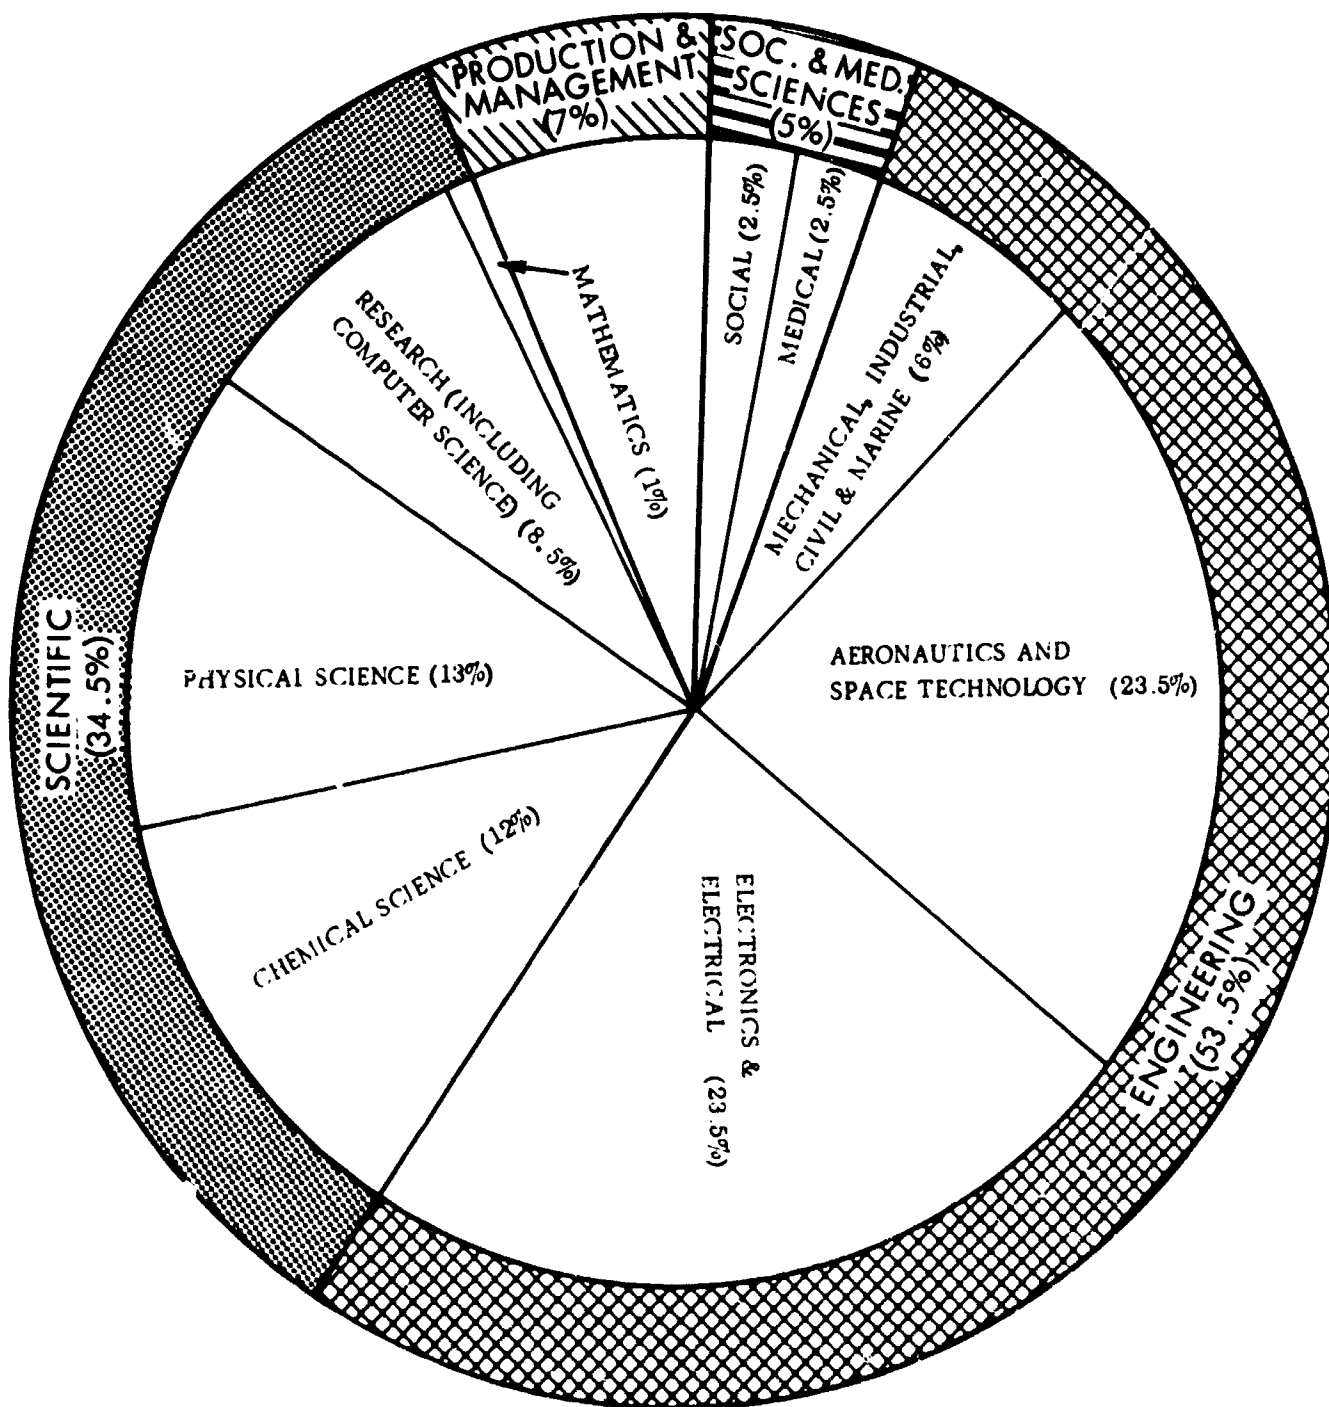 PRODUCTION &
MANAGEMENT
(7%)
SOC. & MED.
SCIENCES
(5%)
SOCIAL (2.5%)
MEDICAL (2.5%)
MECHANICAL, INDUSTRIAL,
CIVIL & MARINE (6%)
MATHEMATICS (1%)
RESEARCH (INCLUDING
COMPUTER SCIENCE) (8.5%)
AERONAUTICS AND
SPACE TECHNOLOGY (23.5%)
PHYSICAL SCIENCE (13%)
SCIENTIFIC
(34.5%)
CHEMICAL SCIENCE (12%)
ELECTRONICS &
ELECTRICAL (23.5%)
ENGINEERING
(53.5%)